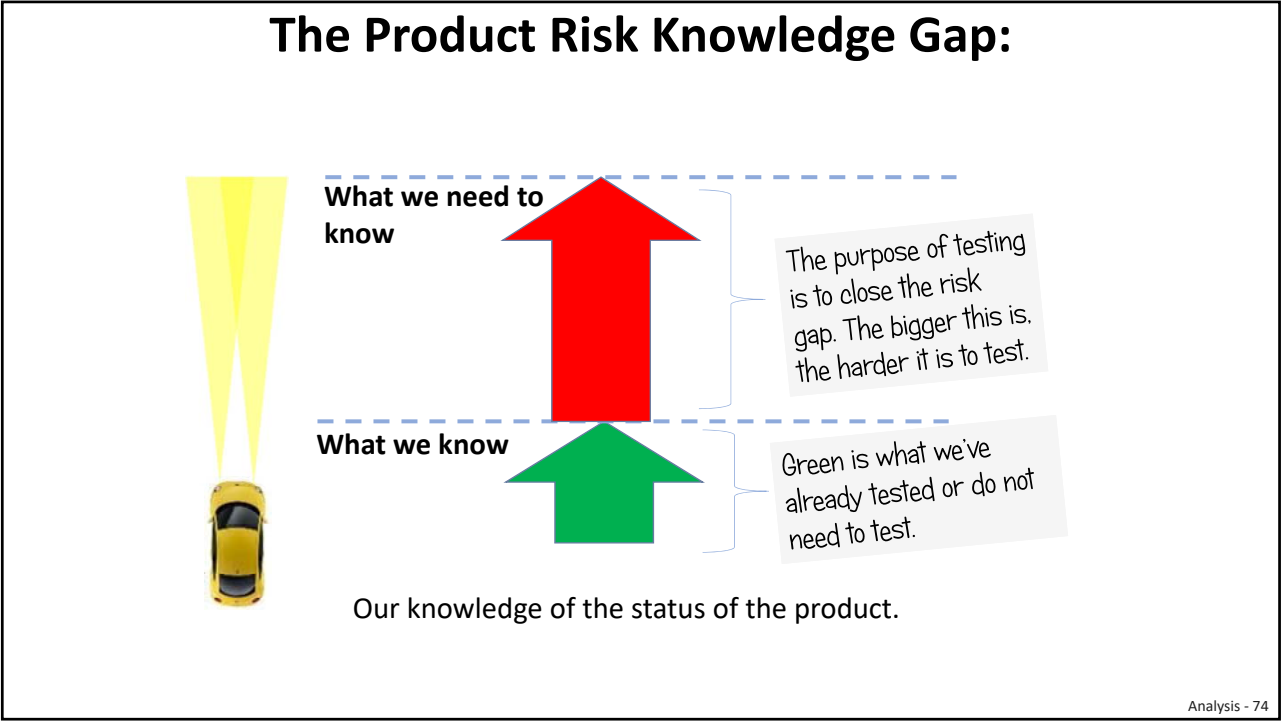 The Product Risk Knowledge Gap:
What we need to
know
The purpose of testing
is to close the risk
gap. The bigger this is,
the harder it is to test.
What we know
Green is what we've
already tested or do not
need to test.
Our knowledge of the status of the product.
Analysis - 74